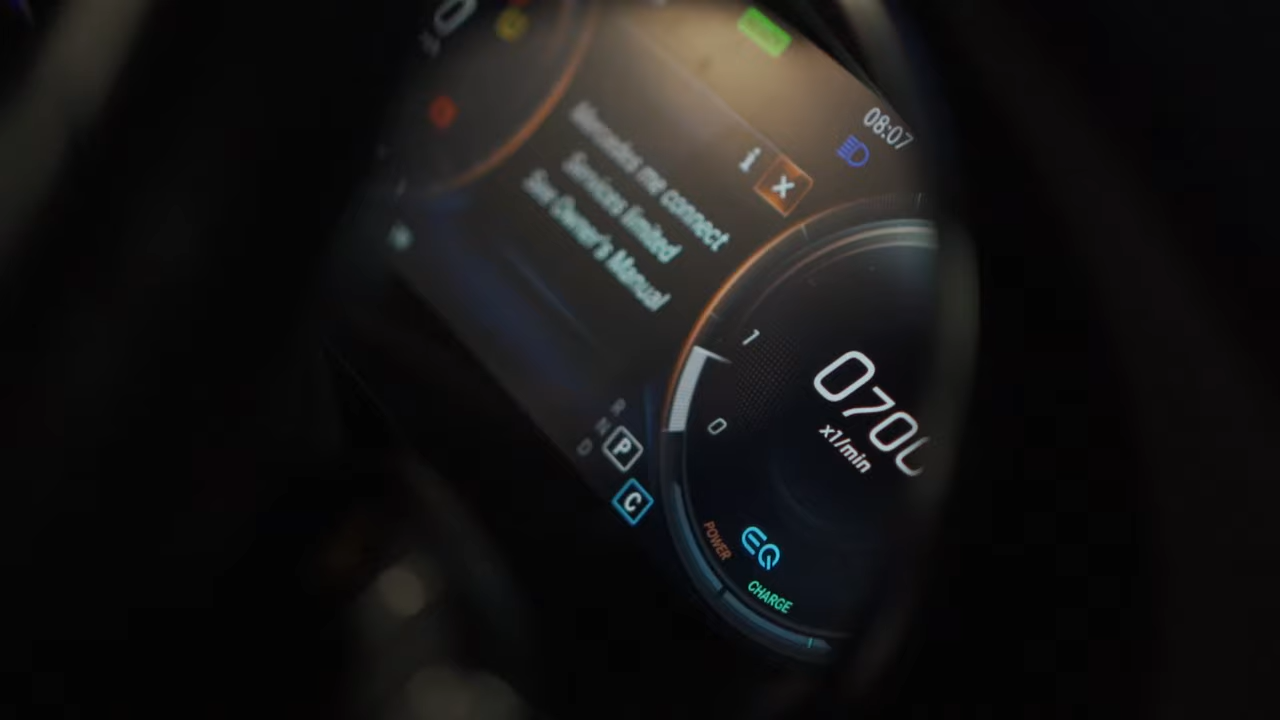 08:07
i X
Mercedes me connect
Services limited
See Owner's Manual
1
0
0700
x1/min
R
N
P
D
C
EQ
POWER
CHARGE